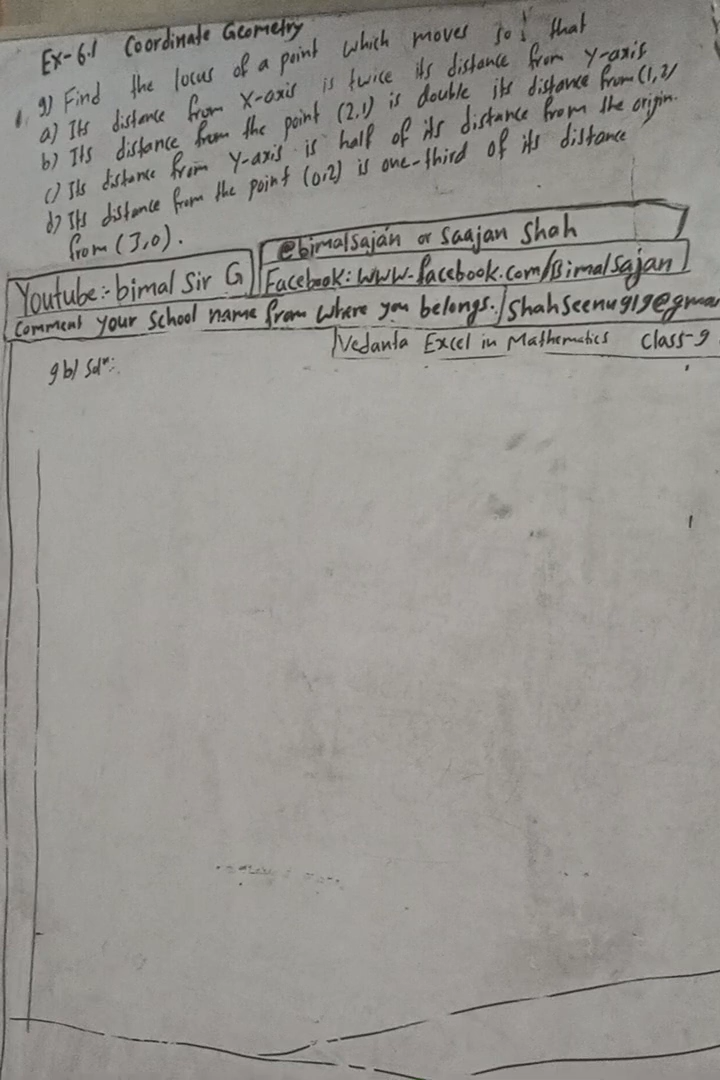 Ex-6.1 Coordinate Geometry
9) Find the locus of a point which moves so that
a) Its distance from X-axis is twice its distance from Y-axis
b) Its distance from the point (2,1) is double its distance from (1,2)
c) Its distance from Y-axis is half of its distance from the origin.
d) Its distance from the point (0,2) is one-third of its distance
from (3,0).
@bimalsajan or Saajan Shah
Youtube:- bimal Sir G
Facebook: www.facebook.com/Bimalsajan
Comment your School name from where you belongs.
Shahseenu919@gmai
Vedanta Excel in Mathematics Class-9
9 b) Solⁿ: